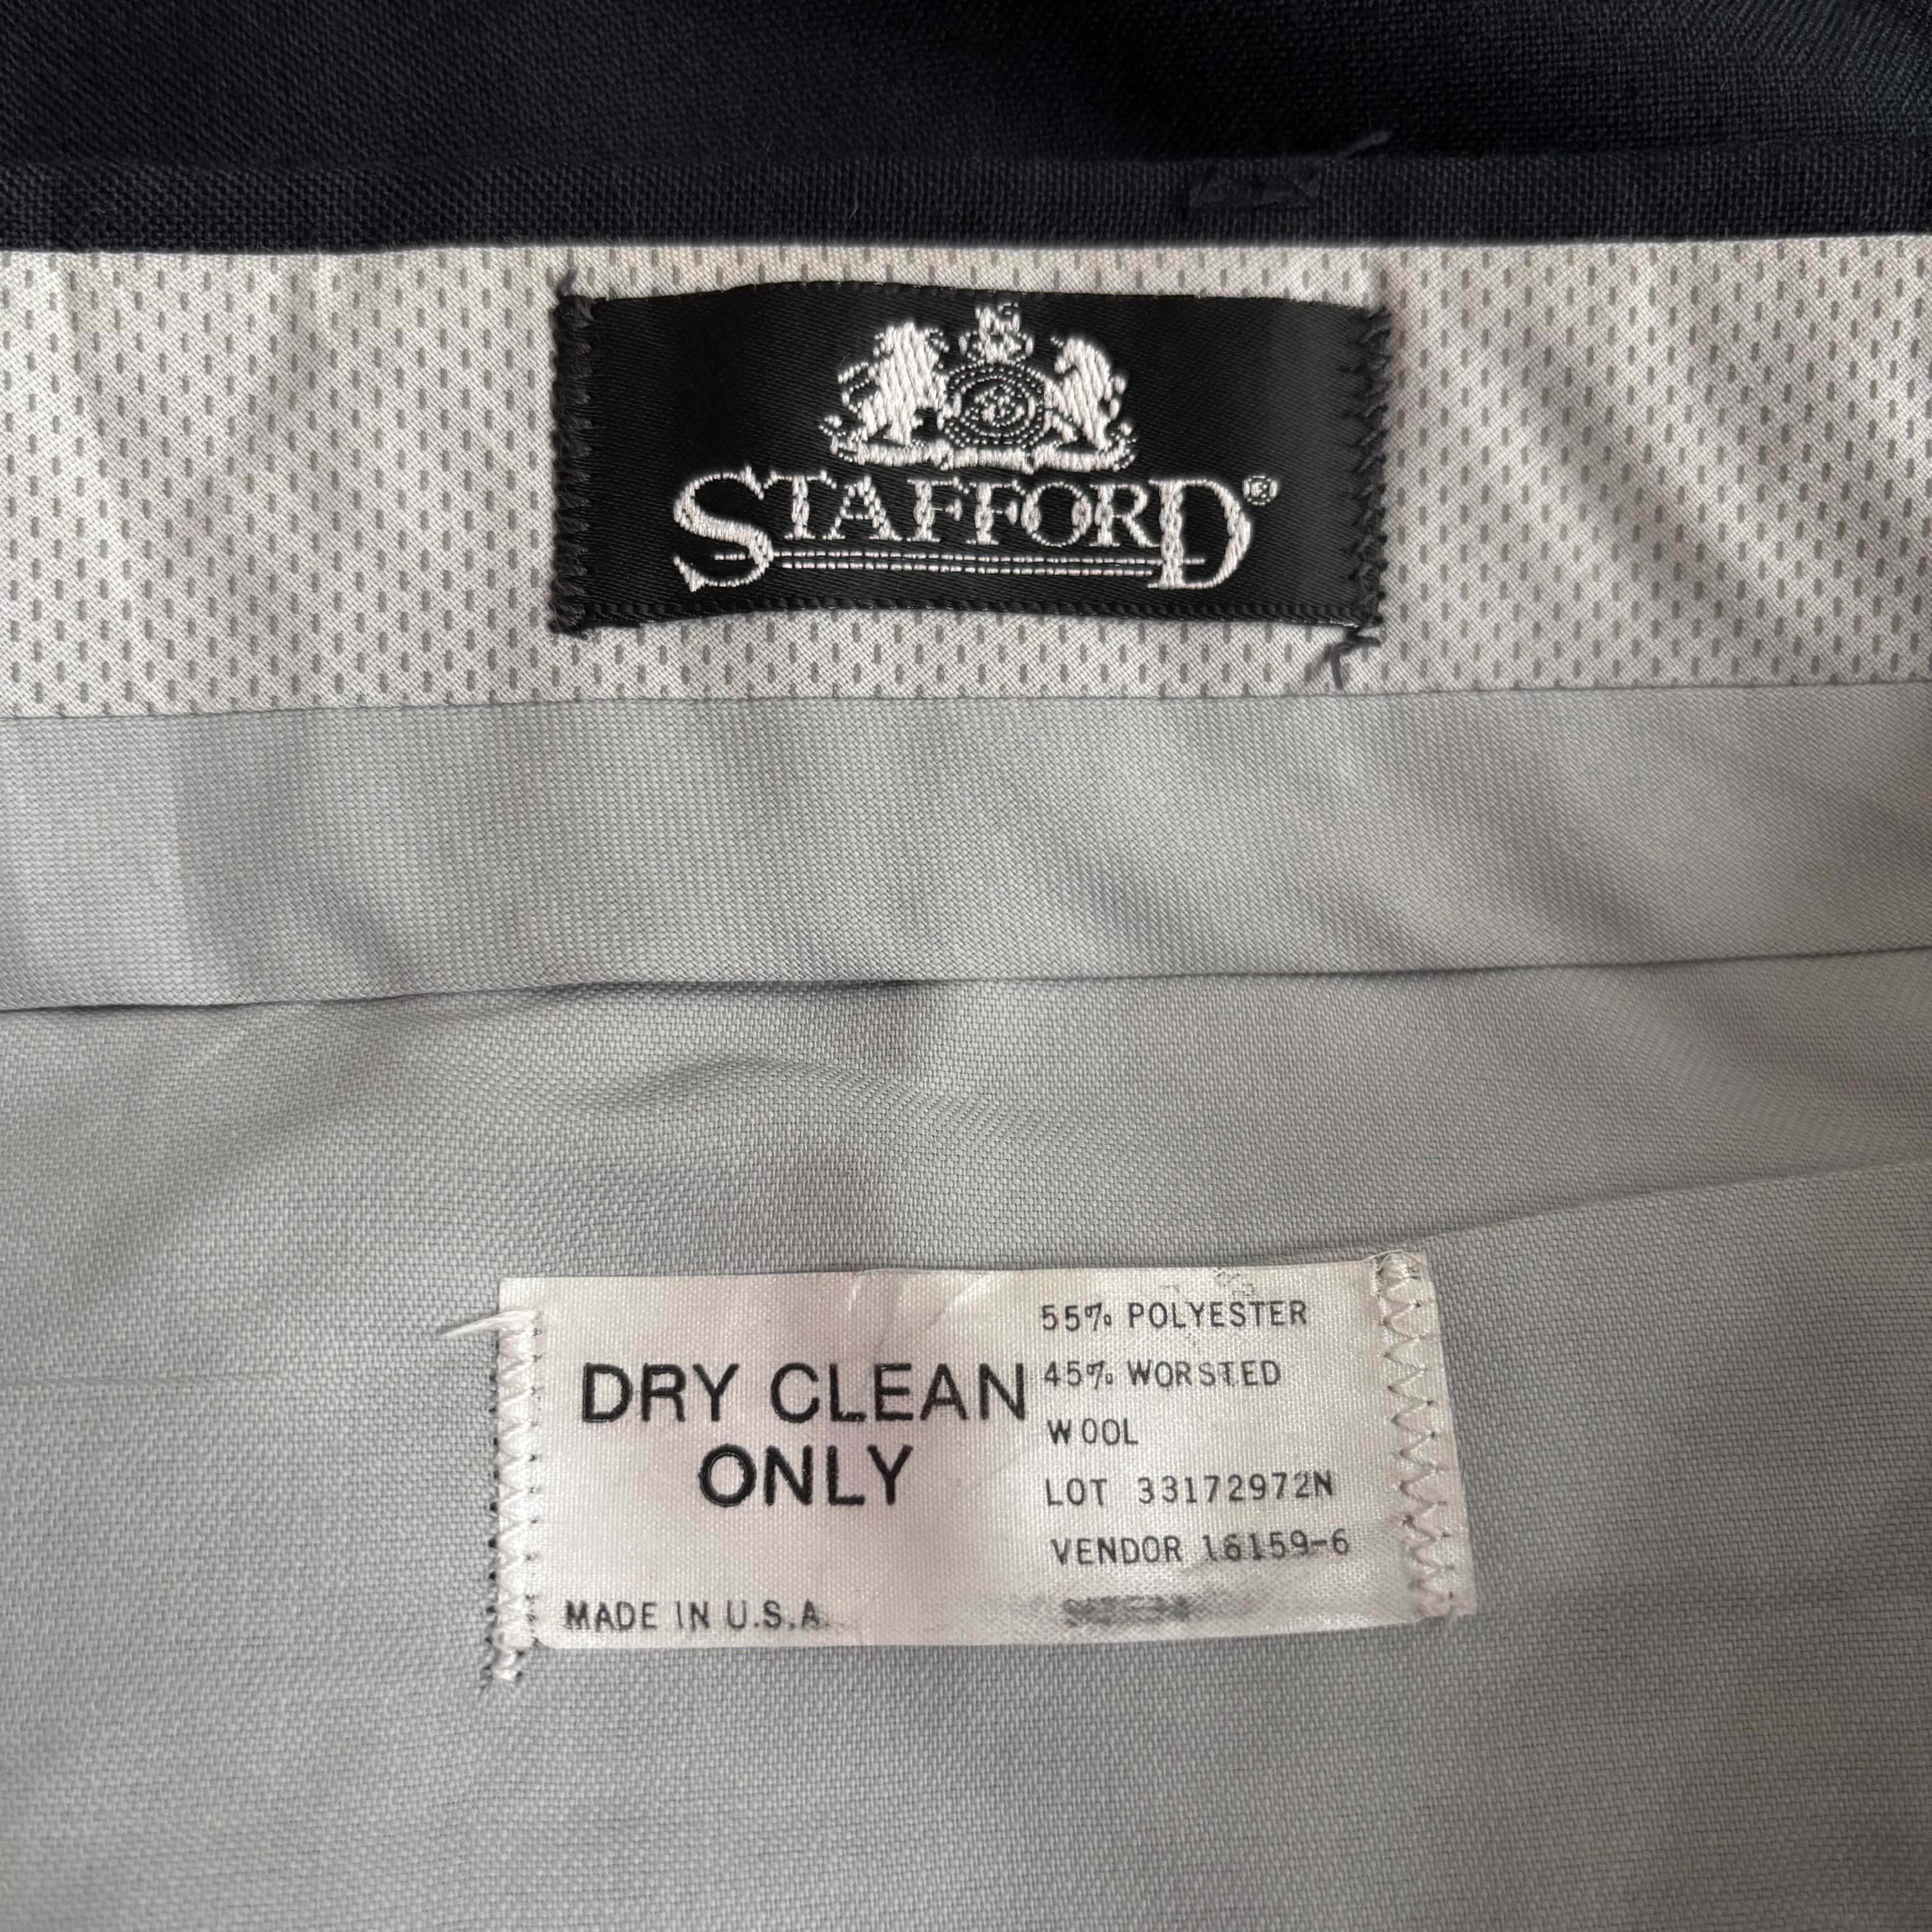 STAFFORD®
DRY CLEAN
ONLY
MADE IN U.S.A.
55% POLYESTER
45% WORSTED
WOOL
LOT 33172972N
VENDOR 16159-6